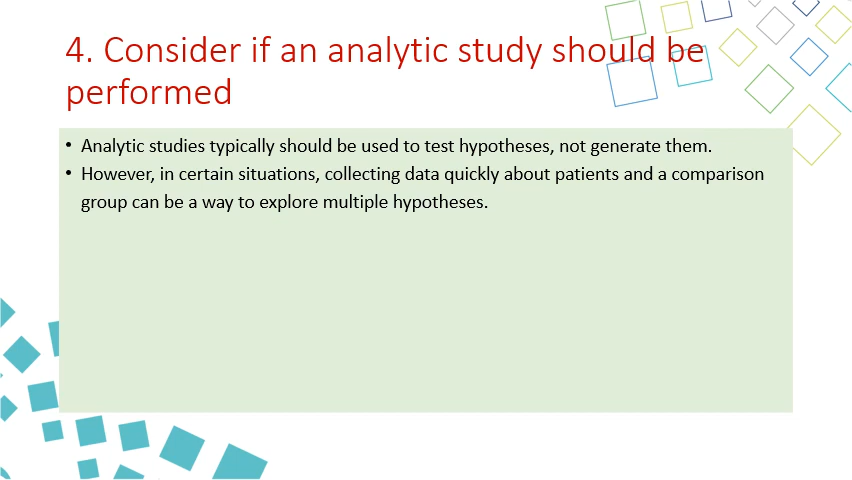 4. Consider if an analytic study should be
performed
• Analytic studies typically should be used to test hypotheses, not generate them.
• However, in certain situations, collecting data quickly about patients and a comparison
group can be a way to explore multiple hypotheses.